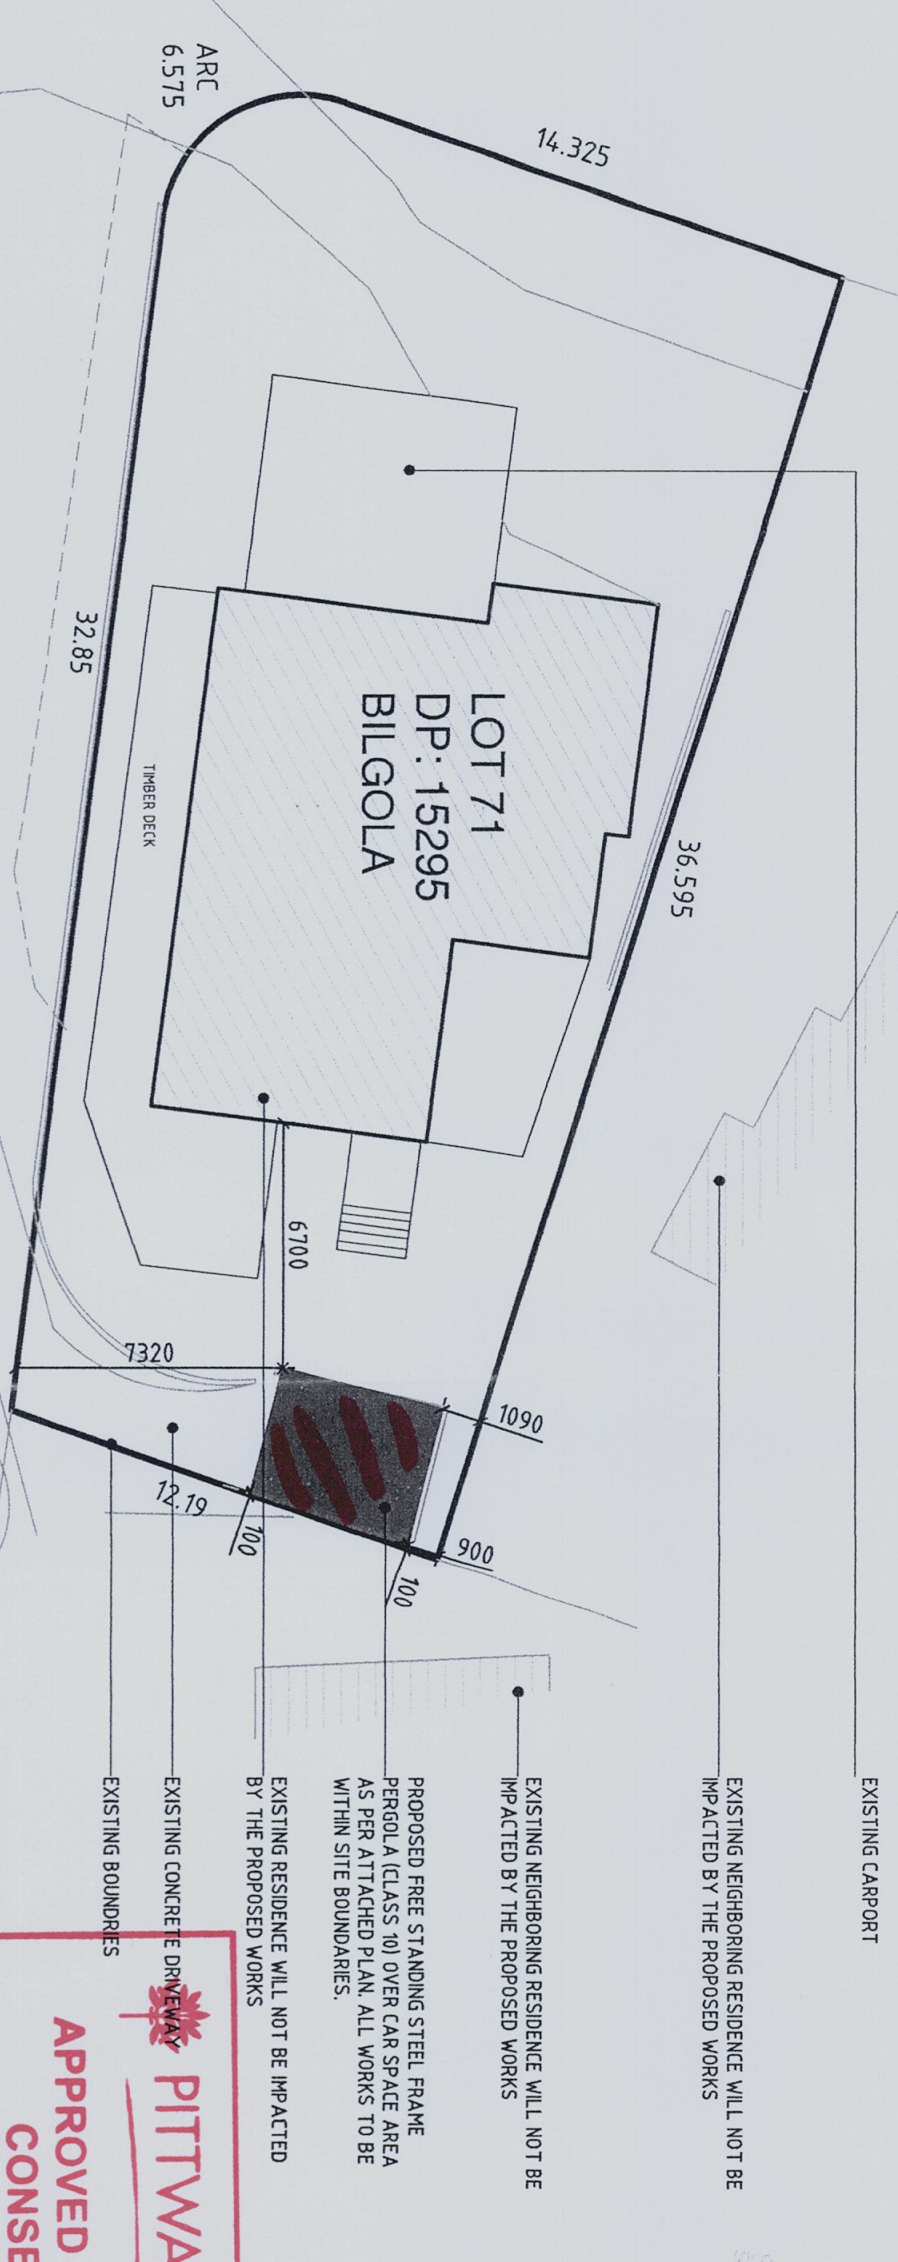 ARC
6.575
14.325
36.595
32.85
LOT 71
DP: 15295
BILGOLA
TIMBER DECK
6700
7320
1090
900
12.19
100
100
EXISTING CARPORT
EXISTING NEIGHBORING RESIDENCE WILL NOT BE
IMPACTED BY THE PROPOSED WORKS
EXISTING NEIGHBORING RESIDENCE WILL NOT BE
IMPACTED BY THE PROPOSED WORKS
PROPOSED FREE STANDING STEEL FRAME
PERGOLA (CLASS 10) OVER CAR SPACE AREA
AS PER ATTACHED PLAN. ALL WORKS TO BE
WITHIN SITE BOUNDARIES.
EXISTING RESIDENCE WILL NOT BE IMPACTED
BY THE PROPOSED WORKS
EXISTING CONCRETE DRIVEWAY
EXISTING BOUNDRIES
PITTWA
APPROVED
CONSE